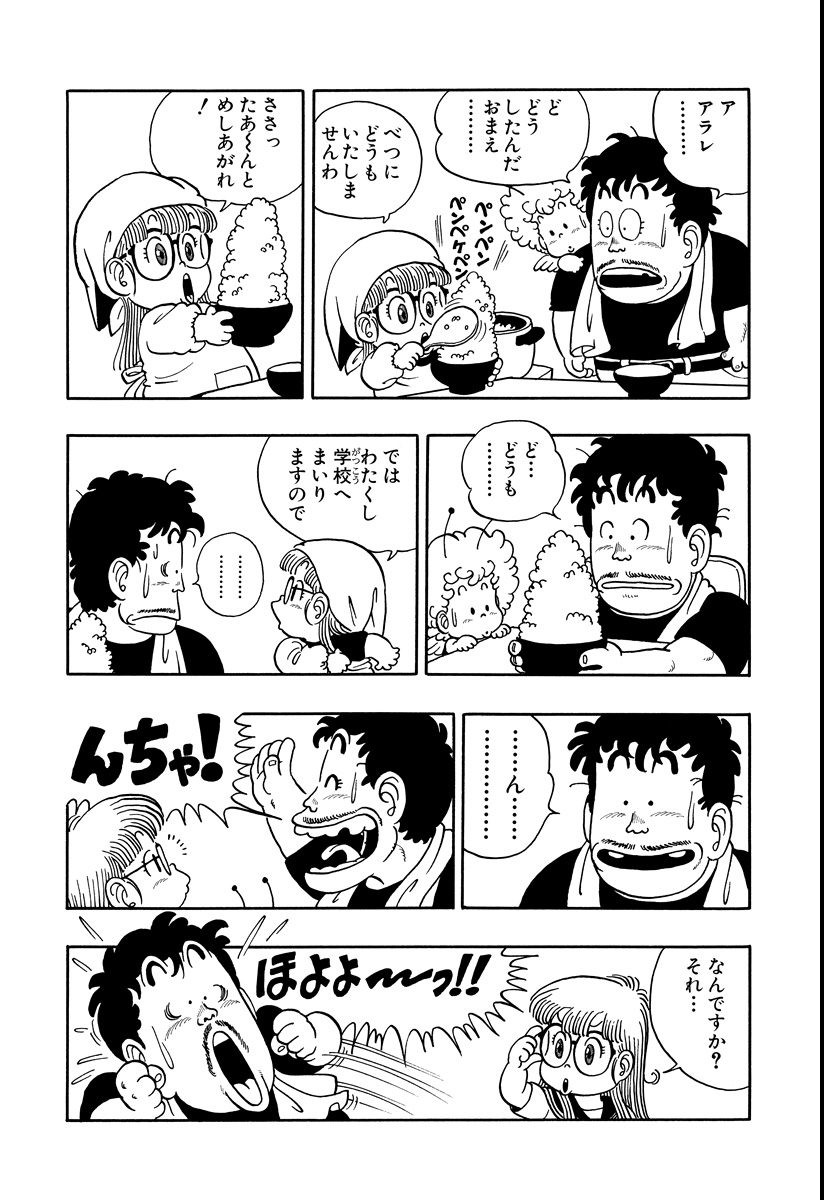 ア
アラレ
………
ど
どう
したんだ
おまえ
………
べつに
どうも
いたしま
せんわ
ペンペン
ペンペケペン
ささっ
たあ〜んと
めしあがれ
！
ど…
どうも
………
では
わたくし
学校へ
がっこう
まいり
ますので
………
………
………
…ん…
………
んちゃ！
なんですか？
それ…
ほよよ〜〜っ!!